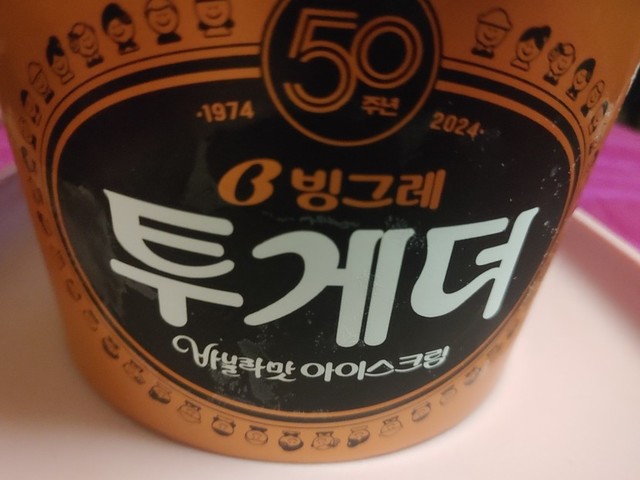 50
주년
·1974
2024·
B 빙그레
투게더
바닐라맛 아이스크림